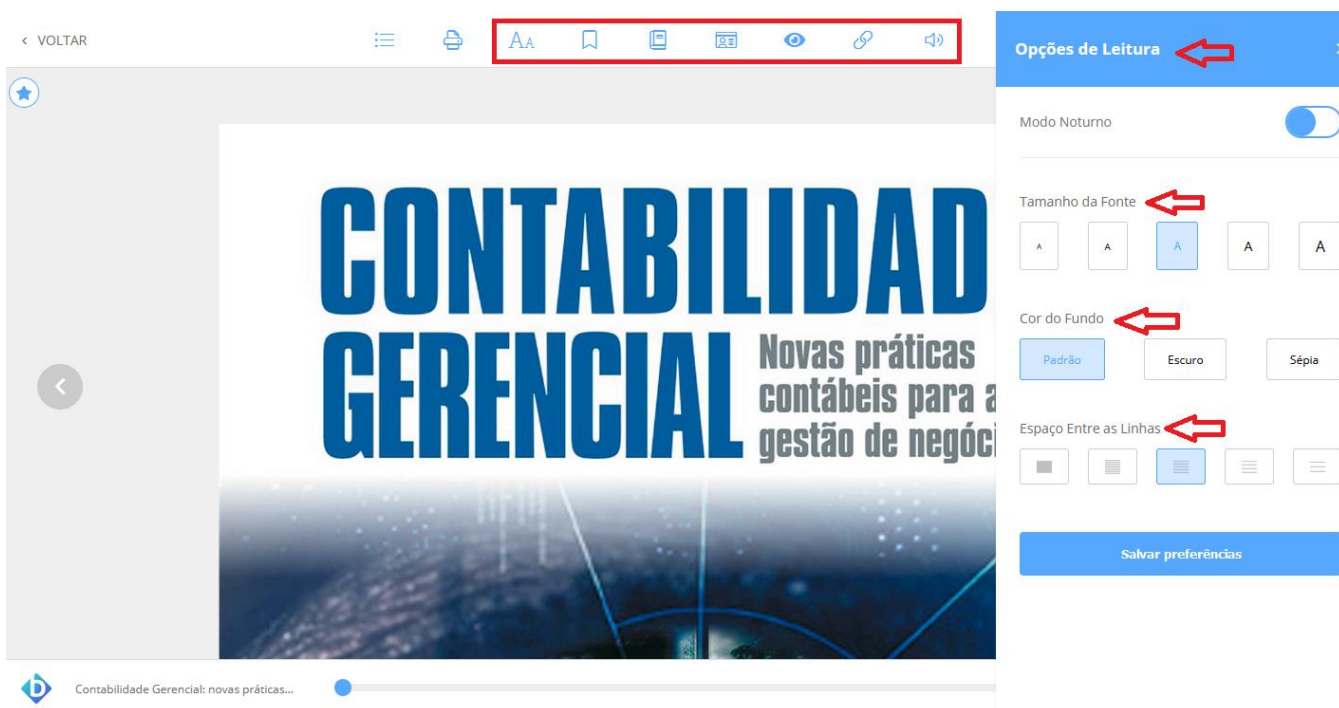 ‹ VOLTAR
AA
Opções de Leitura
Modo Noturno
Tamanho da Fonte
A A A A A
Cor do Fundo
Padrão Escuro Sépia
Espaço Entre as Linhas
Salvar preferências
CONTABILIDAD
GERENCIAL
Novas práticas
contábeis para a
gestão de negóci
Contabilidade Gerencial: novas práticas...